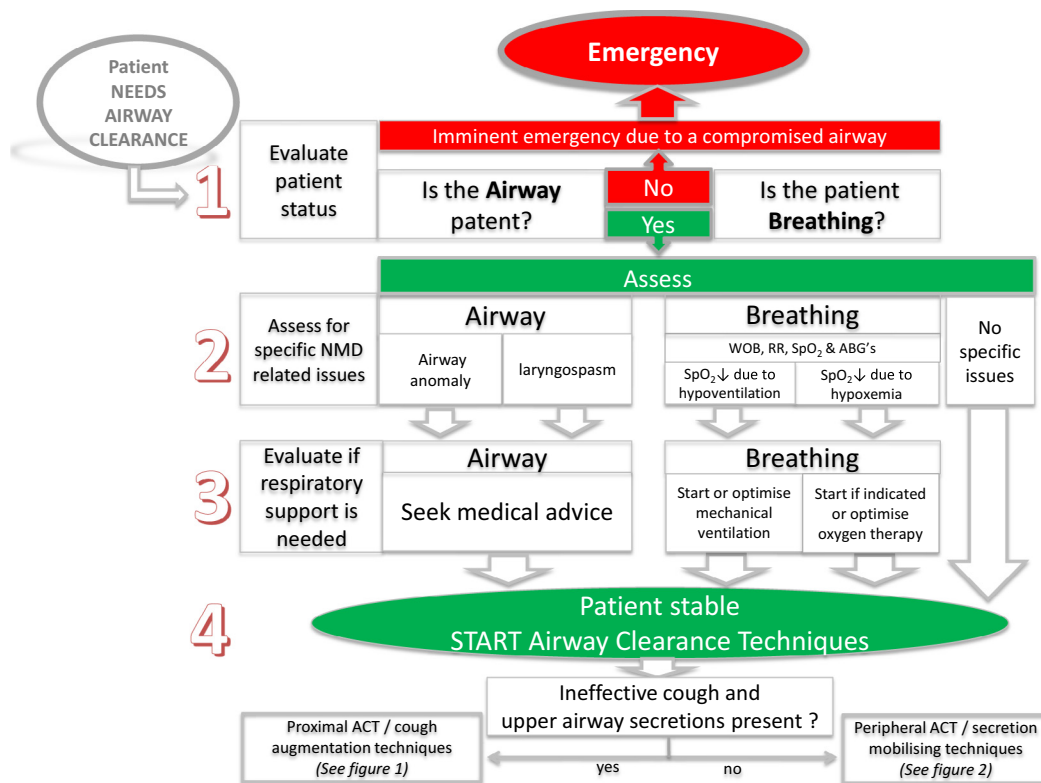 Emergency
Patient
NEEDS
AIRWAY
CLEARANCE
Imminent emergency due to a compromised airway
1
Evaluate
patient
status
Is the Airway
patent?
No
Yes
Is the patient
Breathing?
Assess
2
Assess for
specific NMD
related issues
Airway
Airway
anomaly
laryngospasm
Breathing
WOB, RR, SpO₂ & ABG's
SpO₂↓ due to
hypoventilation
SpO₂↓ due to
hypoxemia
No
specific
issues
3
Evaluate if
respiratory
support is
needed
Airway
Seek medical advice
Breathing
Start or optimise
mechanical
ventilation
Start if indicated
or optimise
oxygen therapy
4
Patient stable
START Airway Clearance Techniques
Ineffective cough and
upper airway secretions present ?
Proximal ACT / cough
augmentation techniques
(See figure 1)
yes
no
Peripheral ACT / secretion
mobilising techniques
(See figure 2)